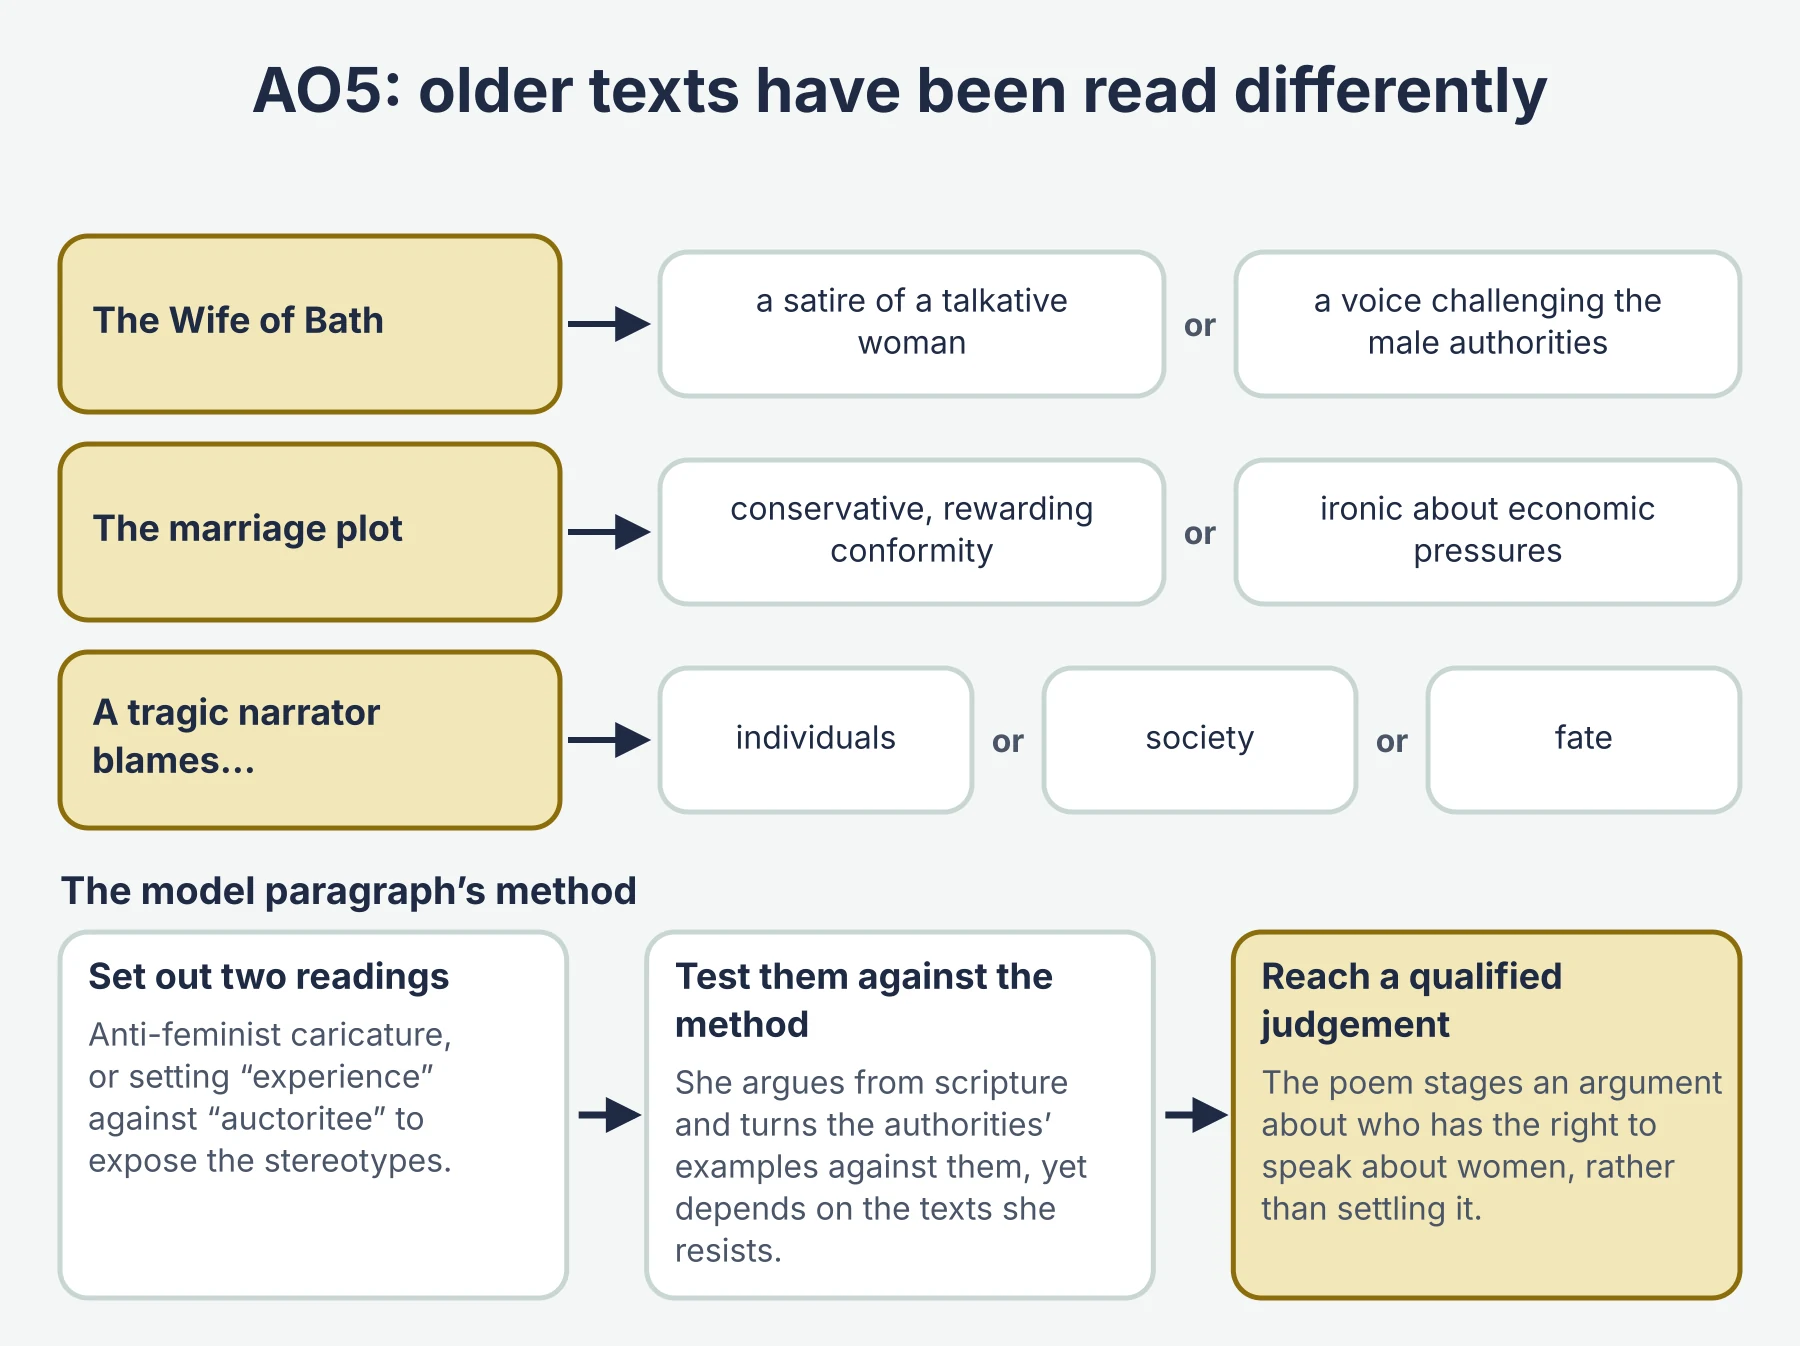 AO5: older texts have been read differently
The Wife of Bath
a satire of a talkative
woman
or
a voice challenging the
male authorities
The marriage plot
conservative, rewarding
conformity
or
ironic about economic
pressures
A tragic narrator
blames…
individuals
or
society
or
fate
The model paragraph’s method
Set out two readings
Anti-feminist caricature,
or setting “experience”
against “auctoritee” to
expose the stereotypes.
Test them against the
method
She argues from scripture
and turns the authorities’
examples against them, yet
depends on the texts she
resists.
Reach a qualified
judgement
The poem stages an argument
about who has the right to
speak about women, rather
than settling it.